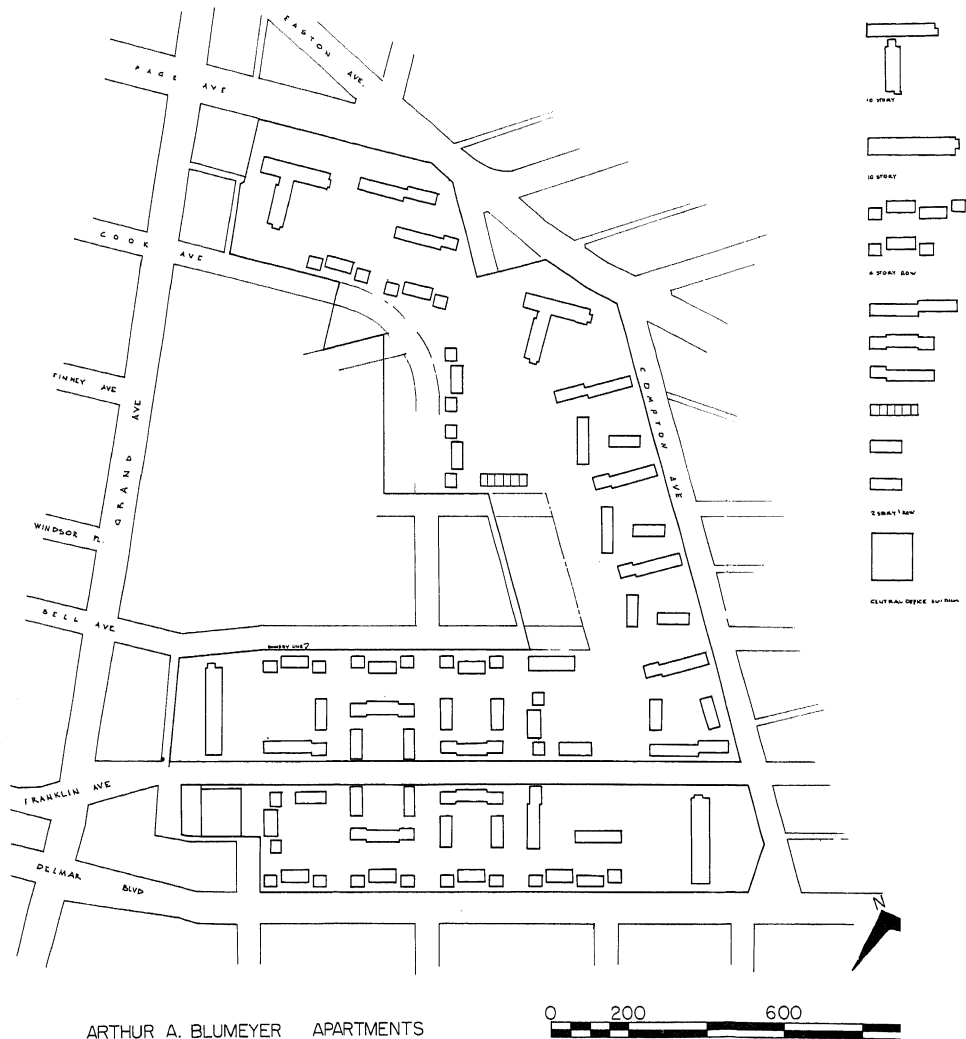 EASTON AVE.
PAGE AVE
COOK AVE
FINNEY AVE
GRAND AVE
COMPTON AVE
WINDSOR PL.
BELL AVE
FRANKLIN AVE
DELMAR BLVD
10 STORY
10 STORY
4 STORY ROW
2 STORY ROW
CENTRAL OFFICE BUILDING
N
0 200 600
ARTHUR A. BLUMEYER APARTMENTS